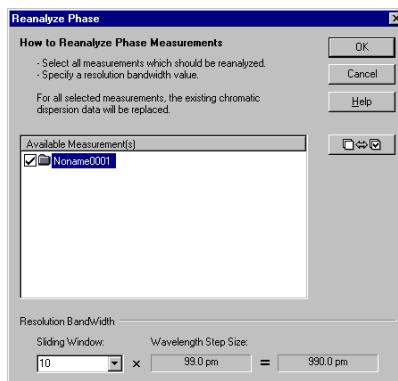 Reanalyze Phase
How to Reanalyze Phase Measurements
OK
- Select all measurements which should be reanalyzed.
- Specify a resolution bandwidth value.
Cancel
For all selected measurements, the existing chromatic
dispersion data will be replaced.
Help
Available Measurement(s)
Noname0001
Resolution BandWidth
Sliding Window:
Wavelength Step Size:
10 × 99.0 pm = 990.0 pm